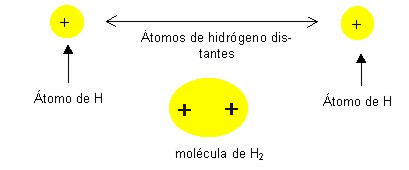 + +
Átomos de hidrógeno dis-
tantes
Átomo de H
Átomo de H
+ +
molécula de H₂